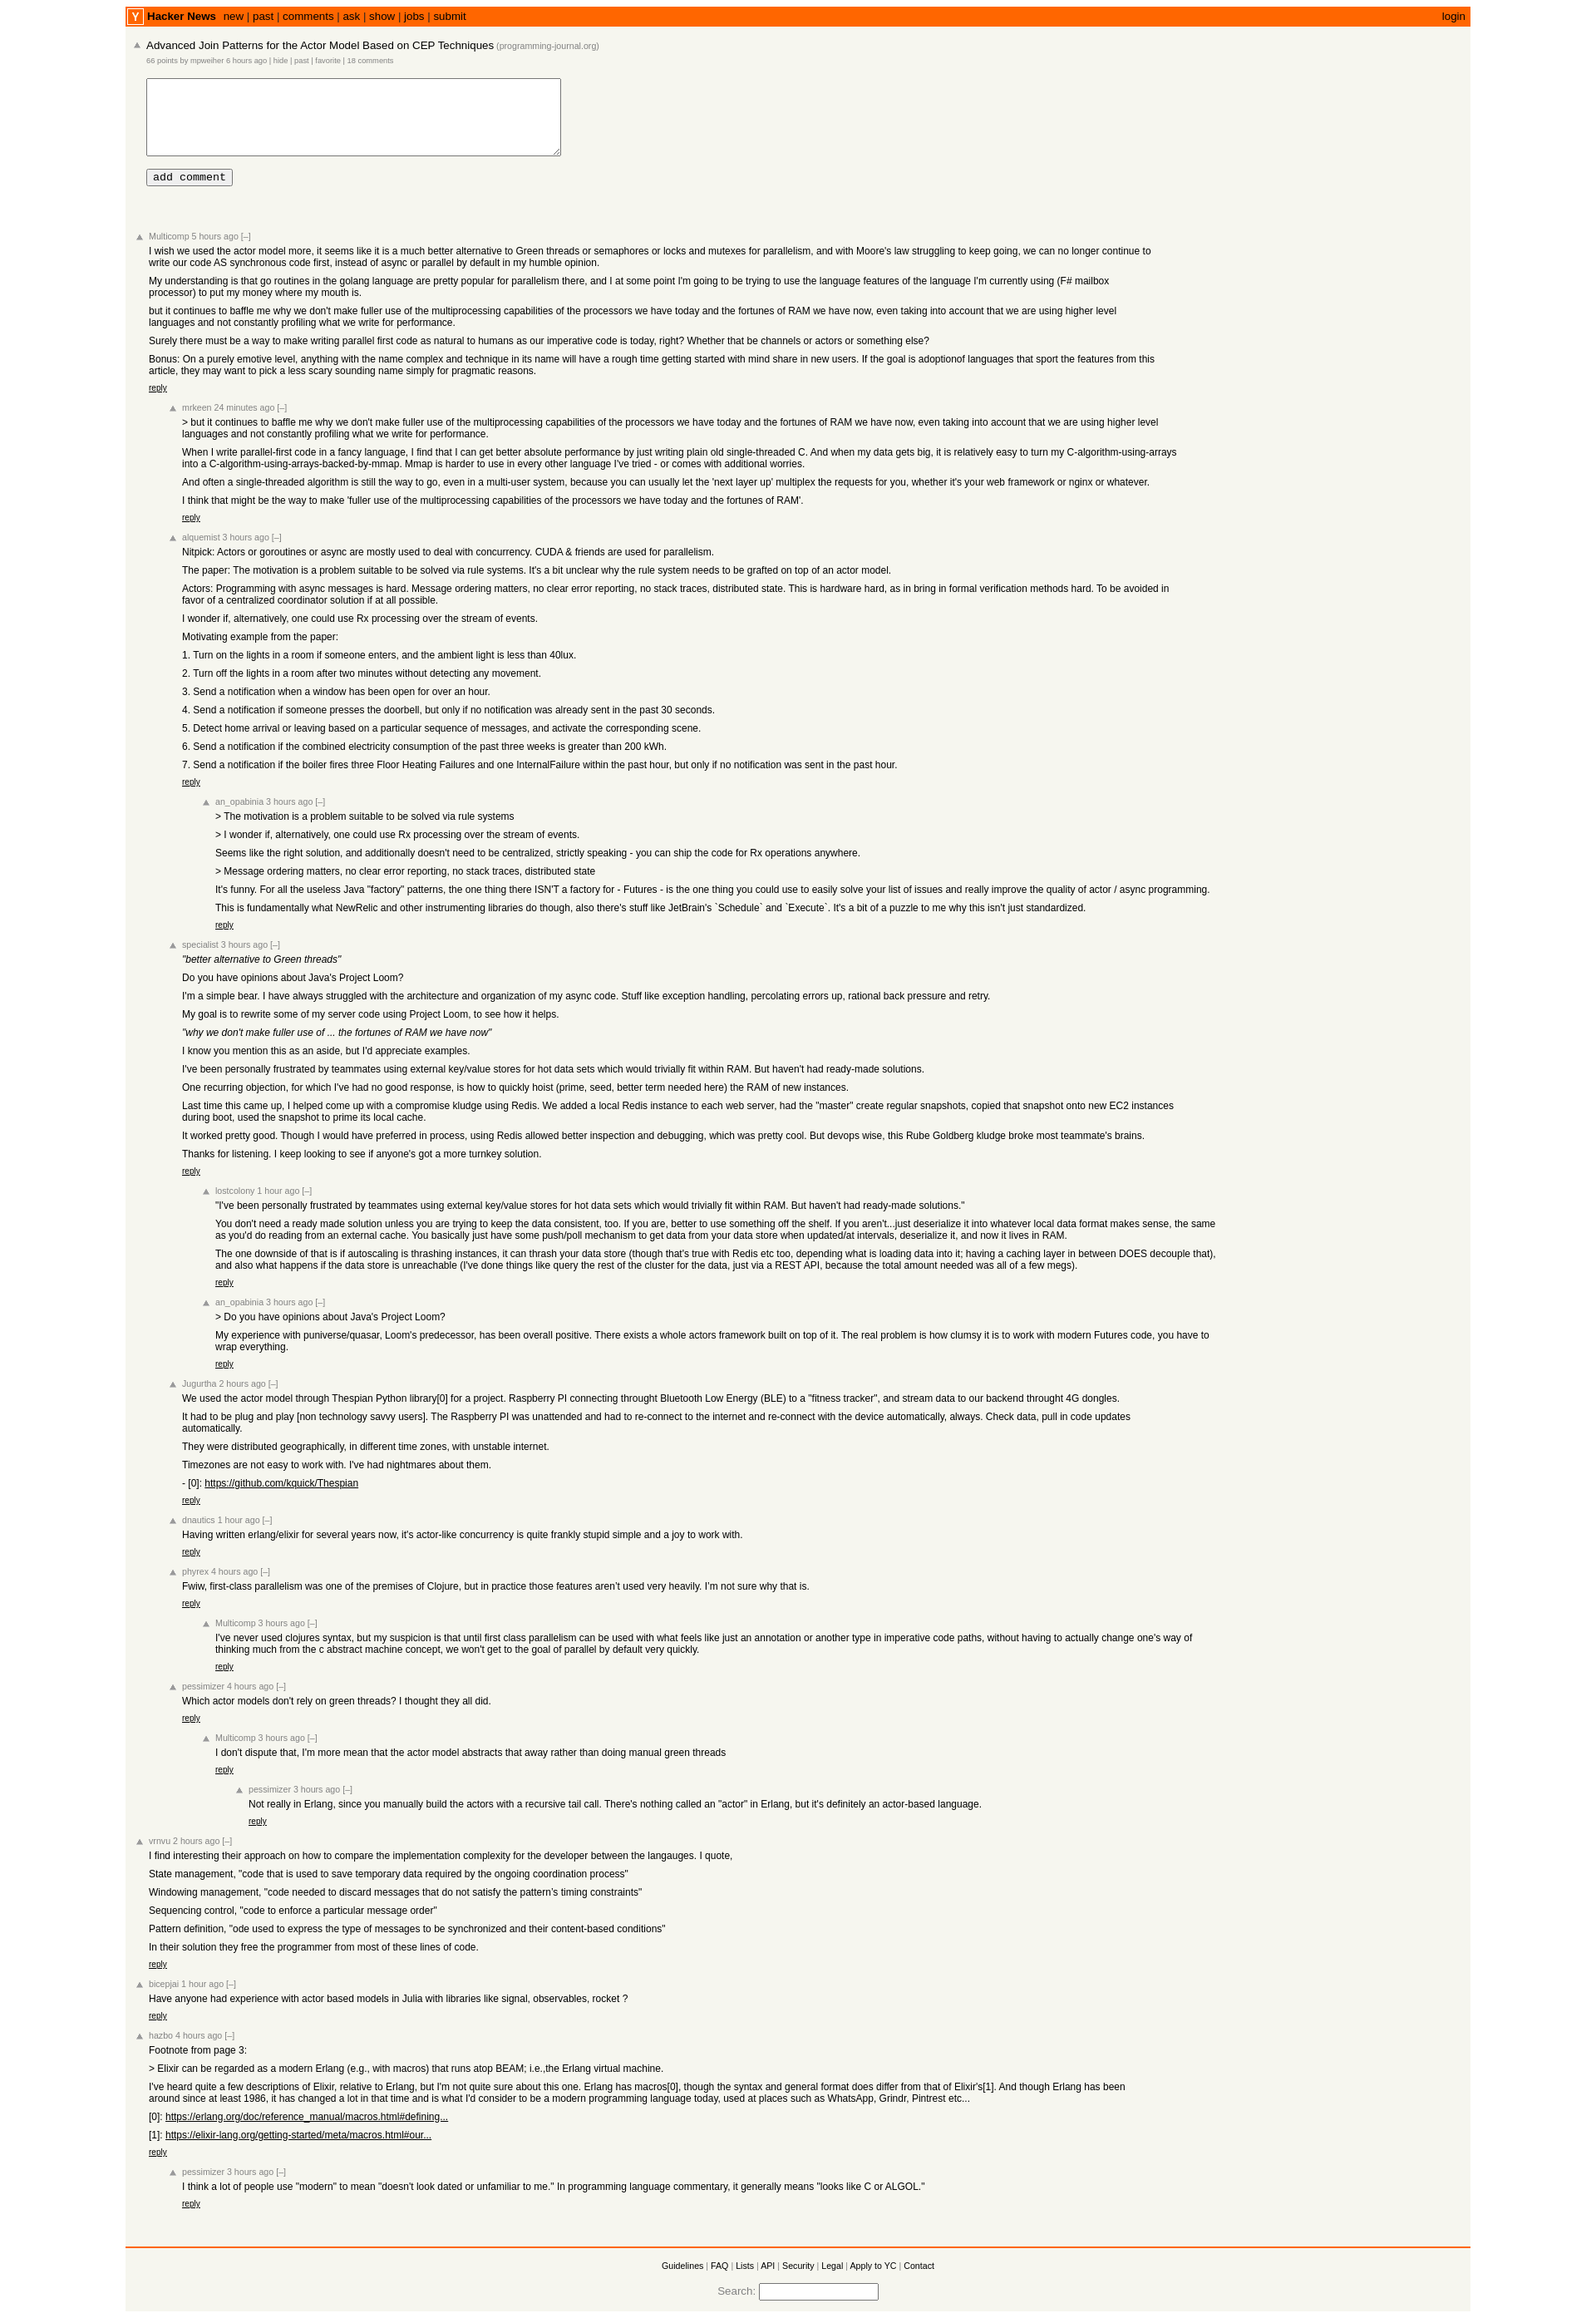 Y Hacker News new | past | comments | ask | show | jobs | submit login
Advanced Join Patterns for the Actor Model Based on CEP Techniques (programming-journal.org)
66 points by mpweiher 6 hours ago | hide | past | favorite | 18 comments
add comment
Multicomp 5 hours ago [–]
I wish we used the actor model more, it seems like it is a much better alternative to Green threads or semaphores or locks and mutexes for parallelism, and with Moore's law struggling to keep going, we can no longer continue to
write our code AS synchronous code first, instead of async or parallel by default in my humble opinion.
My understanding is that go routines in the golang language are pretty popular for parallelism there, and I at some point I'm going to be trying to use the language features of the language I'm currently using (F# mailbox
processor) to put my money where my mouth is.
but it continues to baffle me why we don't make fuller use of the multiprocessing capabilities of the processors we have today and the fortunes of RAM we have now, even taking into account that we are using higher level
languages and not constantly profiling what we write for performance.
Surely there must be a way to make writing parallel first code as natural to humans as our imperative code is today, right? Whether that be channels or actors or something else?
Bonus: On a purely emotive level, anything with the name complex and technique in its name will have a rough time getting started with mind share in new users. If the goal is adoptionof languages that sport the features from this
article, they may want to pick a less scary sounding name simply for pragmatic reasons.
reply
mrkeen 24 minutes ago [–]
> but it continues to baffle me why we don't make fuller use of the multiprocessing capabilities of the processors we have today and the fortunes of RAM we have now, even taking into account that we are using higher level
languages and not constantly profiling what we write for performance.
When I write parallel-first code in a fancy language, I find that I can get better absolute performance by just writing plain old single-threaded C. And when my data gets big, it is relatively easy to turn my C-algorithm-using-arrays
into a C-algorithm-using-arrays-backed-by-mmap. Mmap is harder to use in every other language I've tried - or comes with additional worries.
And often a single-threaded algorithm is still the way to go, even in a multi-user system, because you can usually let the 'next layer up' multiplex the requests for you, whether it's your web framework or nginx or whatever.
I think that might be the way to make 'fuller use of the multiprocessing capabilities of the processors we have today and the fortunes of RAM'.
reply
alquemist 3 hours ago [–]
Nitpick: Actors or goroutines or async are mostly used to deal with concurrency. CUDA & friends are used for parallelism.
The paper: The motivation is a problem suitable to be solved via rule systems. It's a bit unclear why the rule system needs to be grafted on top of an actor model.
Actors: Programming with async messages is hard. Message ordering matters, no clear error reporting, no stack traces, distributed state. This is hardware hard, as in bring in formal verification methods hard. To be avoided in
favor of a centralized coordinator solution if at all possible.
I wonder if, alternatively, one could use Rx processing over the stream of events.
Motivating example from the paper:
1. Turn on the lights in a room if someone enters, and the ambient light is less than 40lux.
2. Turn off the lights in a room after two minutes without detecting any movement.
3. Send a notification when a window has been open for over an hour.
4. Send a notification if someone presses the doorbell, but only if no notification was already sent in the past 30 seconds.
5. Detect home arrival or leaving based on a particular sequence of messages, and activate the corresponding scene.
6. Send a notification if the combined electricity consumption of the past three weeks is greater than 200 kWh.
7. Send a notification if the boiler fires three Floor Heating Failures and one InternalFailure within the past hour, but only if no notification was sent in the past hour.
reply
an_opabinia 3 hours ago [–]
> The motivation is a problem suitable to be solved via rule systems
> I wonder if, alternatively, one could use Rx processing over the stream of events.
Seems like the right solution, and additionally doesn't need to be centralized, strictly speaking - you can ship the code for Rx operations anywhere.
> Message ordering matters, no clear error reporting, no stack traces, distributed state
It's funny. For all the useless Java "factory" patterns, the one thing there ISN'T a factory for - Futures - is the one thing you could use to easily solve your list of issues and really improve the quality of actor / async programming.
This is fundamentally what NewRelic and other instrumenting libraries do though, also there's stuff like JetBrain's `Schedule` and `Execute`. It's a bit of a puzzle to me why this isn't just standardized.
reply
specialist 3 hours ago [–]
"better alternative to Green threads"
Do you have opinions about Java's Project Loom?
I'm a simple bear. I have always struggled with the architecture and organization of my async code. Stuff like exception handling, percolating errors up, rational back pressure and retry.
My goal is to rewrite some of my server code using Project Loom, to see how it helps.
"why we don't make fuller use of ... the fortunes of RAM we have now"
I know you mention this as an aside, but I'd appreciate examples.
I've been personally frustrated by teammates using external key/value stores for hot data sets which would trivially fit within RAM. But haven't had ready-made solutions.
One recurring objection, for which I've had no good response, is how to quickly hoist (prime, seed, better term needed here) the RAM of new instances.
Last time this came up, I helped come up with a compromise kludge using Redis. We added a local Redis instance to each web server, had the "master" create regular snapshots, copied that snapshot onto new EC2 instances
during boot, used the snapshot to prime its local cache.
It worked pretty good. Though I would have preferred in process, using Redis allowed better inspection and debugging, which was pretty cool. But devops wise, this Rube Goldberg kludge broke most teammate's brains.
Thanks for listening. I keep looking to see if anyone's got a more turnkey solution.
reply
lostcolony 1 hour ago [–]
"I've been personally frustrated by teammates using external key/value stores for hot data sets which would trivially fit within RAM. But haven't had ready-made solutions."
You don't need a ready made solution unless you are trying to keep the data consistent, too. If you are, better to use something off the shelf. If you aren't...just deserialize it into whatever local data format makes sense, the same
as you'd do reading from an external cache. You basically just have some push/poll mechanism to get data from your data store when updated/at intervals, deserialize it, and now it lives in RAM.
The one downside of that is if autoscaling is thrashing instances, it can thrash your data store (though that's true with Redis etc too, depending what is loading data into it; having a caching layer in between DOES decouple that),
and also what happens if the data store is unreachable (I've done things like query the rest of the cluster for the data, just via a REST API, because the total amount needed was all of a few megs).
reply
an_opabinia 3 hours ago [–]
> Do you have opinions about Java's Project Loom?
My experience with puniverse/quasar, Loom's predecessor, has been overall positive. There exists a whole actors framework built on top of it. The real problem is how clumsy it is to work with modern Futures code, you have to
wrap everything.
reply
Jugurtha 2 hours ago [–]
We used the actor model through Thespian Python library[0] for a project. Raspberry PI connecting throught Bluetooth Low Energy (BLE) to a "fitness tracker", and stream data to our backend throught 4G dongles.
It had to be plug and play [non technology savvy users]. The Raspberry PI was unattended and had to re-connect to the internet and re-connect with the device automatically, always. Check data, pull in code updates
automatically.
They were distributed geographically, in different time zones, with unstable internet.
Timezones are not easy to work with. I've had nightmares about them.
- [0]: https://github.com/kquick/Thespian
reply
dnautics 1 hour ago [–]
Having written erlang/elixir for several years now, it's actor-like concurrency is quite frankly stupid simple and a joy to work with.
reply
phyrex 4 hours ago [–]
Fwiw, first-class parallelism was one of the premises of Clojure, but in practice those features aren’t used very heavily. I’m not sure why that is.
reply
Multicomp 3 hours ago [–]
I've never used clojures syntax, but my suspicion is that until first class parallelism can be used with what feels like just an annotation or another type in imperative code paths, without having to actually change one's way of
thinking much from the c abstract machine concept, we won't get to the goal of parallel by default very quickly.
reply
pessimizer 4 hours ago [–]
Which actor models don't rely on green threads? I thought they all did.
reply
Multicomp 3 hours ago [–]
I don't dispute that, I'm more mean that the actor model abstracts that away rather than doing manual green threads
reply
pessimizer 3 hours ago [–]
Not really in Erlang, since you manually build the actors with a recursive tail call. There's nothing called an "actor" in Erlang, but it's definitely an actor-based language.
reply
vrnvu 2 hours ago [–]
I find interesting their approach on how to compare the implementation complexity for the developer between the langauges. I quote,
State management, "code that is used to save temporary data required by the ongoing coordination process"
Windowing management, "code needed to discard messages that do not satisfy the pattern’s timing constraints"
Sequencing control, "code to enforce a particular message order"
Pattern definition, "ode used to express the type of messages to be synchronized and their content-based conditions"
In their solution they free the programmer from most of these lines of code.
reply
bicepjai 1 hour ago [–]
Have anyone had experience with actor based models in Julia with libraries like signal, observables, rocket ?
reply
hazbo 4 hours ago [–]
Footnote from page 3:
> Elixir can be regarded as a modern Erlang (e.g., with macros) that runs atop BEAM; i.e.,the Erlang virtual machine.
I've heard quite a few descriptions of Elixir, relative to Erlang, but I'm not quite sure about this one. Erlang has macros[0], though the syntax and general format does differ from that of Elixir's[1]. And though Erlang has been
around since at least 1986, it has changed a lot in that time and is what I'd consider to be a modern programming language today, used at places such as WhatsApp, Grindr, Pintrest etc...
[0]: https://erlang.org/doc/reference_manual/macros.html#defining...
[1]: https://elixir-lang.org/getting-started/meta/macros.html#our...
reply
pessimizer 3 hours ago [–]
I think a lot of people use "modern" to mean "doesn't look dated or unfamiliar to me." In programming language commentary, it generally means "looks like C or ALGOL."
reply
Guidelines | FAQ | Lists | API | Security | Legal | Apply to YC | Contact
Search: